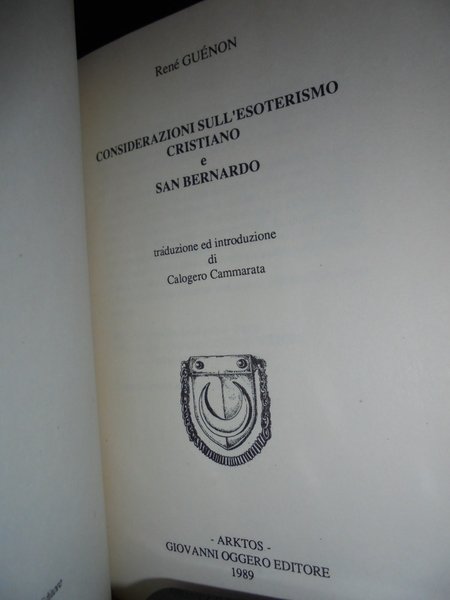 René GUÉNON
CONSIDERAZIONI SULL'ESOTERISMO
CRISTIANO
e
SAN BERNARDO
traduzione ed introduzione
di
Calogero Cammarata
- ARKTOS -
GIOVANNI OGGERO EDITORE
1989